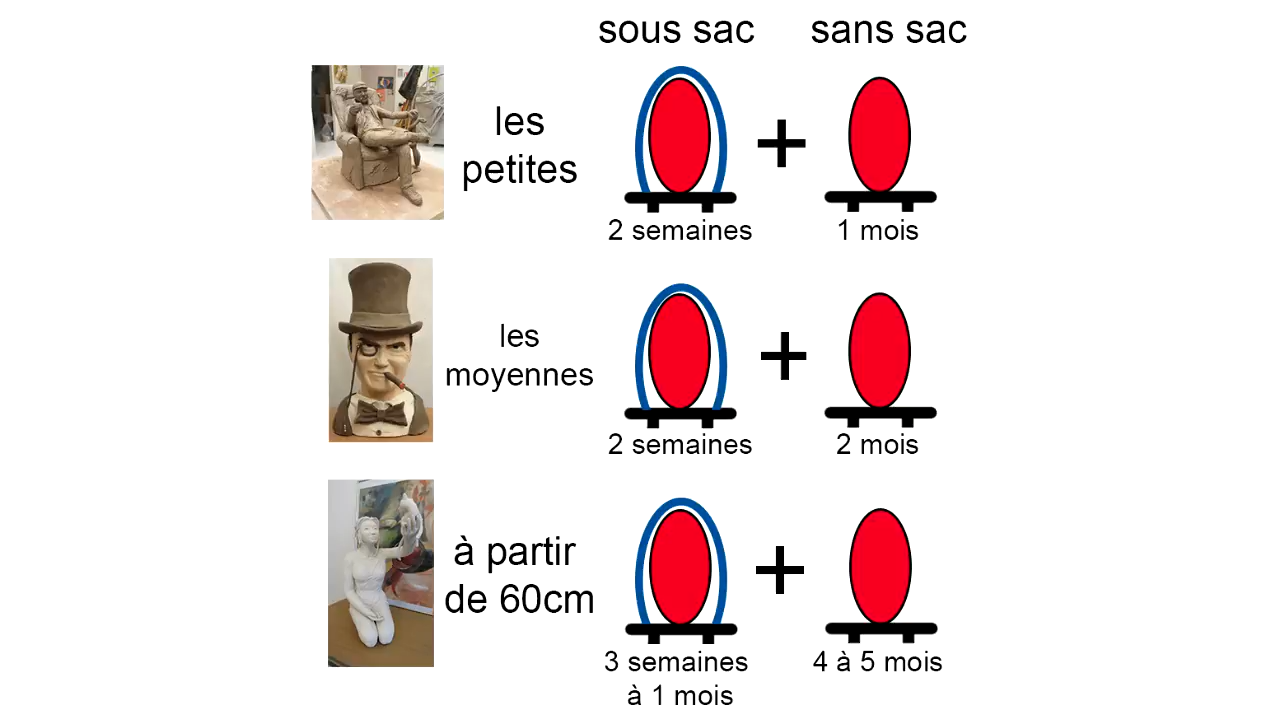 sous sac
sans sac
les
petites
2 semaines
1 mois
les
moyennes
2 semaines
2 mois
à partir
de 60cm
3 semaines
à 1 mois
4 à 5 mois